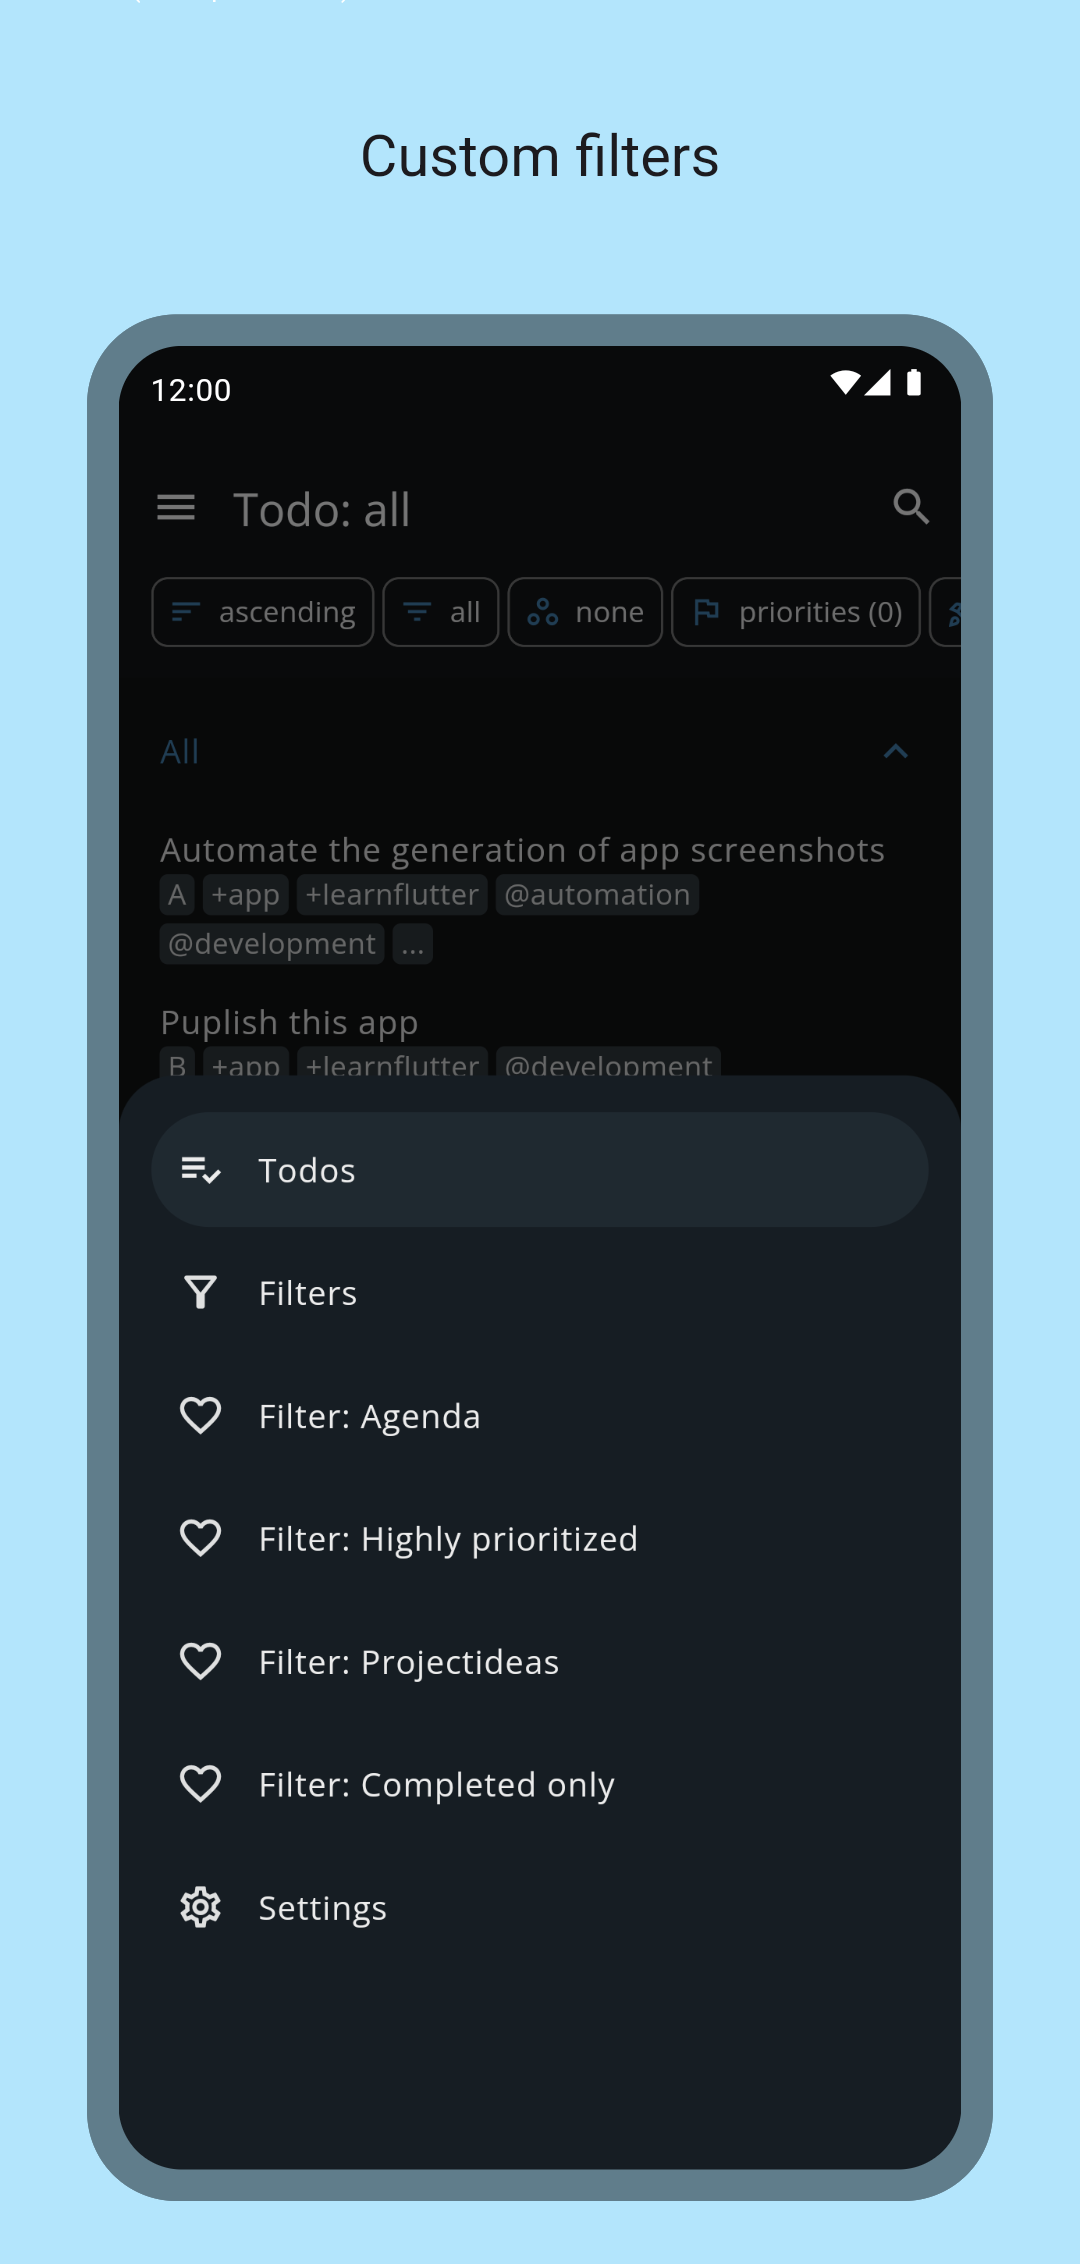 Custom filters
12:00
Todo: all
ascending all none priorities (0)
All
Automate the generation of app screenshots
A +app +learnflutter @automation
@development ...
Puplish this app
B +app +learnflutter @development
Todos
Filters
Filter: Agenda
Filter: Highly prioritized
Filter: Projectideas
Filter: Completed only
Settings